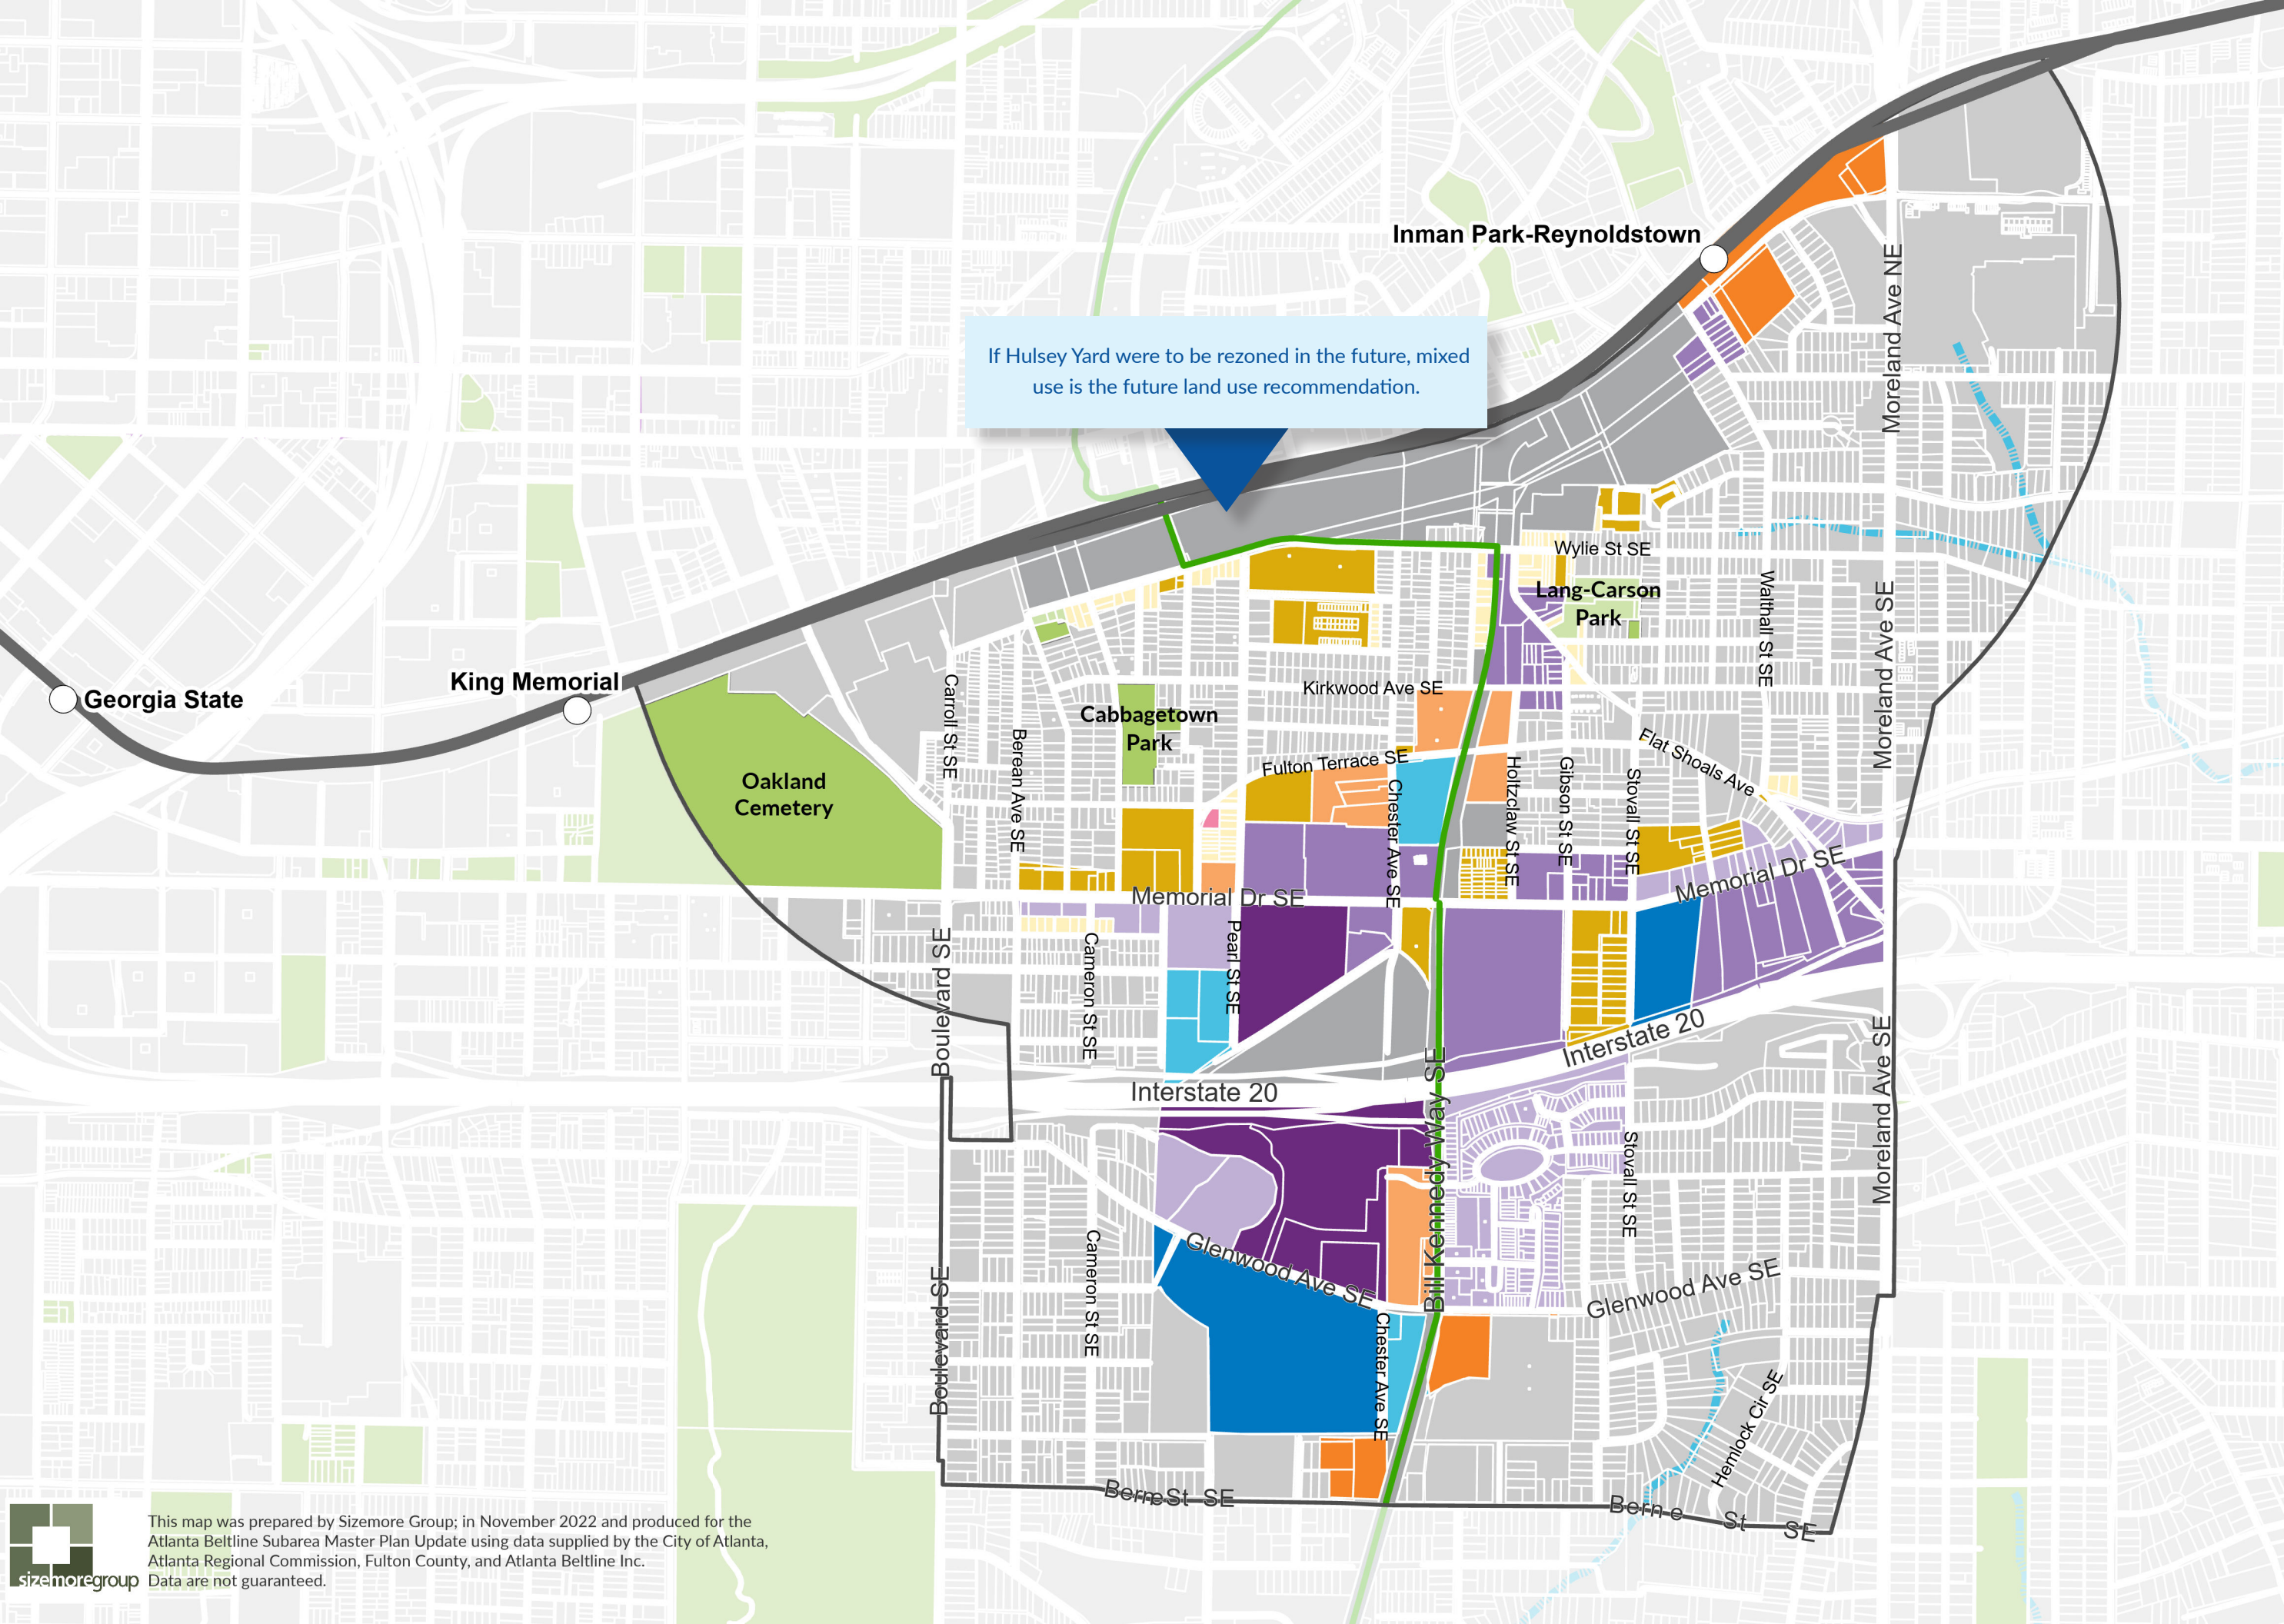 Inman Park-Reynoldstown
Moreland Ave NE
If Hulsey Yard were to be rezoned in the future, mixed
use is the future land use recommendation.
Wylie St SE
Lang-Carson
Park
Walthall St SE
Moreland Ave SE
King Memorial
Georgia State
Kirkwood Ave SE
Cabbagetown
Park
Carroll St SE
Berean Ave SE
Flat Shoals Ave
Fulton Terrace SE
Oakland
Cemetery
Chester Ave SE
Holtzclaw St SE
Gibson St SE
Stovall St SE
Memorial Dr SE
Memorial Dr SE
Pearl St SE
Cameron St SE
Boulevard SE
Interstate 20
Interstate 20
Bill Kennedy Way SE
Moreland Ave SE
Stovall St SE
Glenwood Ave SE
Glenwood Ave SE
Cameron St SE
Boulevard SE
Chester Ave SE
Hemlock Cir SE
Berne St SE
Berne St SE
sizemoregroup
This map was prepared by Sizemore Group; in November 2022 and produced for the
Atlanta Beltline Subarea Master Plan Update using data supplied by the City of Atlanta,
Atlanta Regional Commission, Fulton County, and Atlanta Beltline Inc.
Data are not guaranteed.